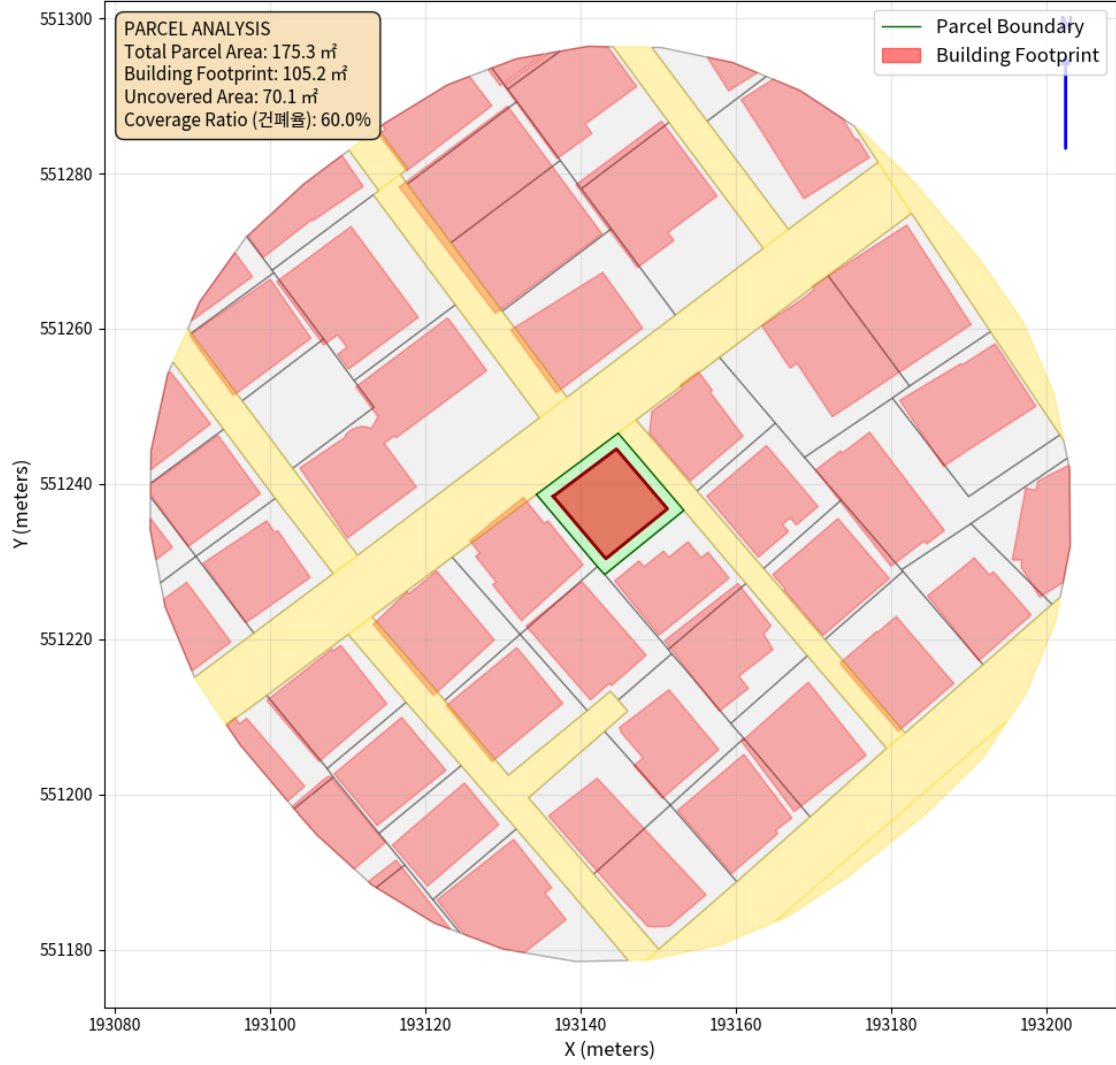 PARCEL ANALYSIS
Total Parcel Area: 175.3 ㎡
Building Footprint: 105.2 ㎡
Uncovered Area: 70.1 ㎡
Coverage Ratio (건폐율): 60.0%
Parcel Boundary
Building Footprint
N
551300
551280
551260
551240
551220
551200
551180
Y (meters)
193080
193100
193120
193140
193160
193180
193200
X (meters)